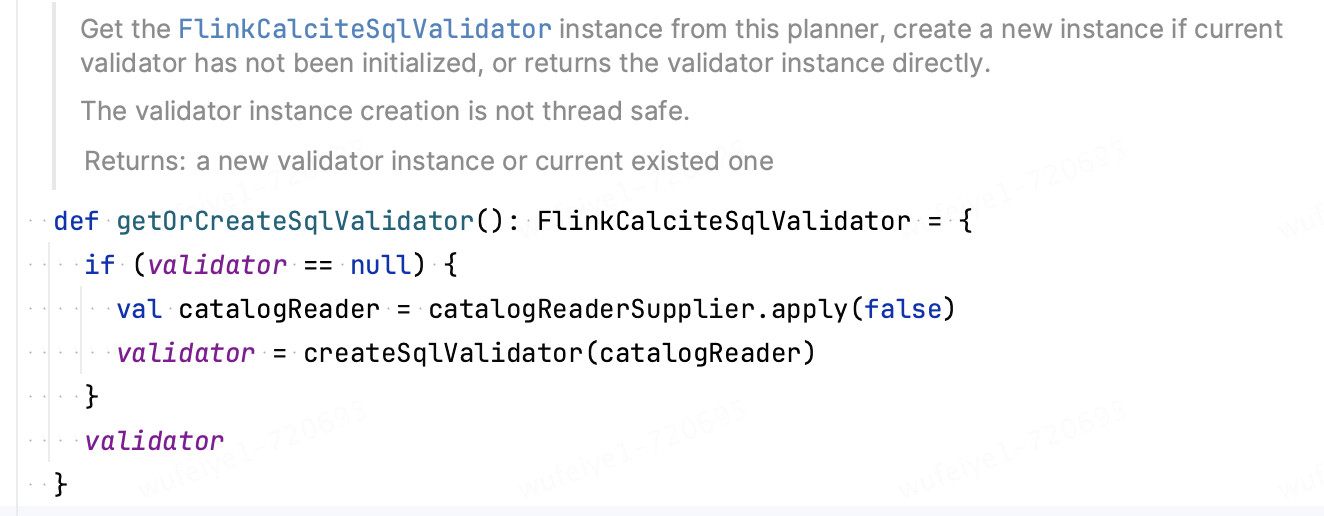 Get the FlinkCalciteSqlValidator instance from this planner, create a new instance if current
validator has not been initialized, or returns the validator instance directly.
The validator instance creation is not thread safe.
Returns: a new validator instance or current existed one
def getOrCreateSqlValidator(): FlinkCalciteSqlValidator = {
if (validator == null) {
val catalogReader = catalogReaderSupplier.apply(false)
validator = createSqlValidator(catalogReader)
}
validator
}